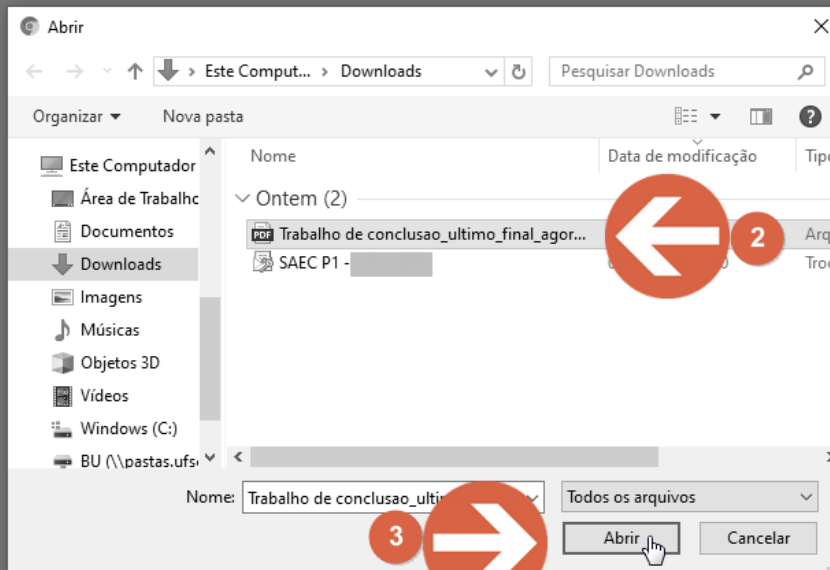 Abrir
Este Comput... > Downloads
Pesquisar Downloads
Organizar
Nova pasta
?
Este Computador
Área de Trabalho
Documentos
Downloads
Imagens
Músicas
Objetos 3D
Vídeos
Windows (C:)
BU (\\pastas.ufs
Nome
Data de modificação
Tipo
Ontem (2)
PDF
Trabalho de conclusao_ultimo_final_agor...
2
Arq
SAEC P1 -
Nome:
Trabalho de conclusao_ulti
Todos os arquivos
3
Abrir
Cancelar